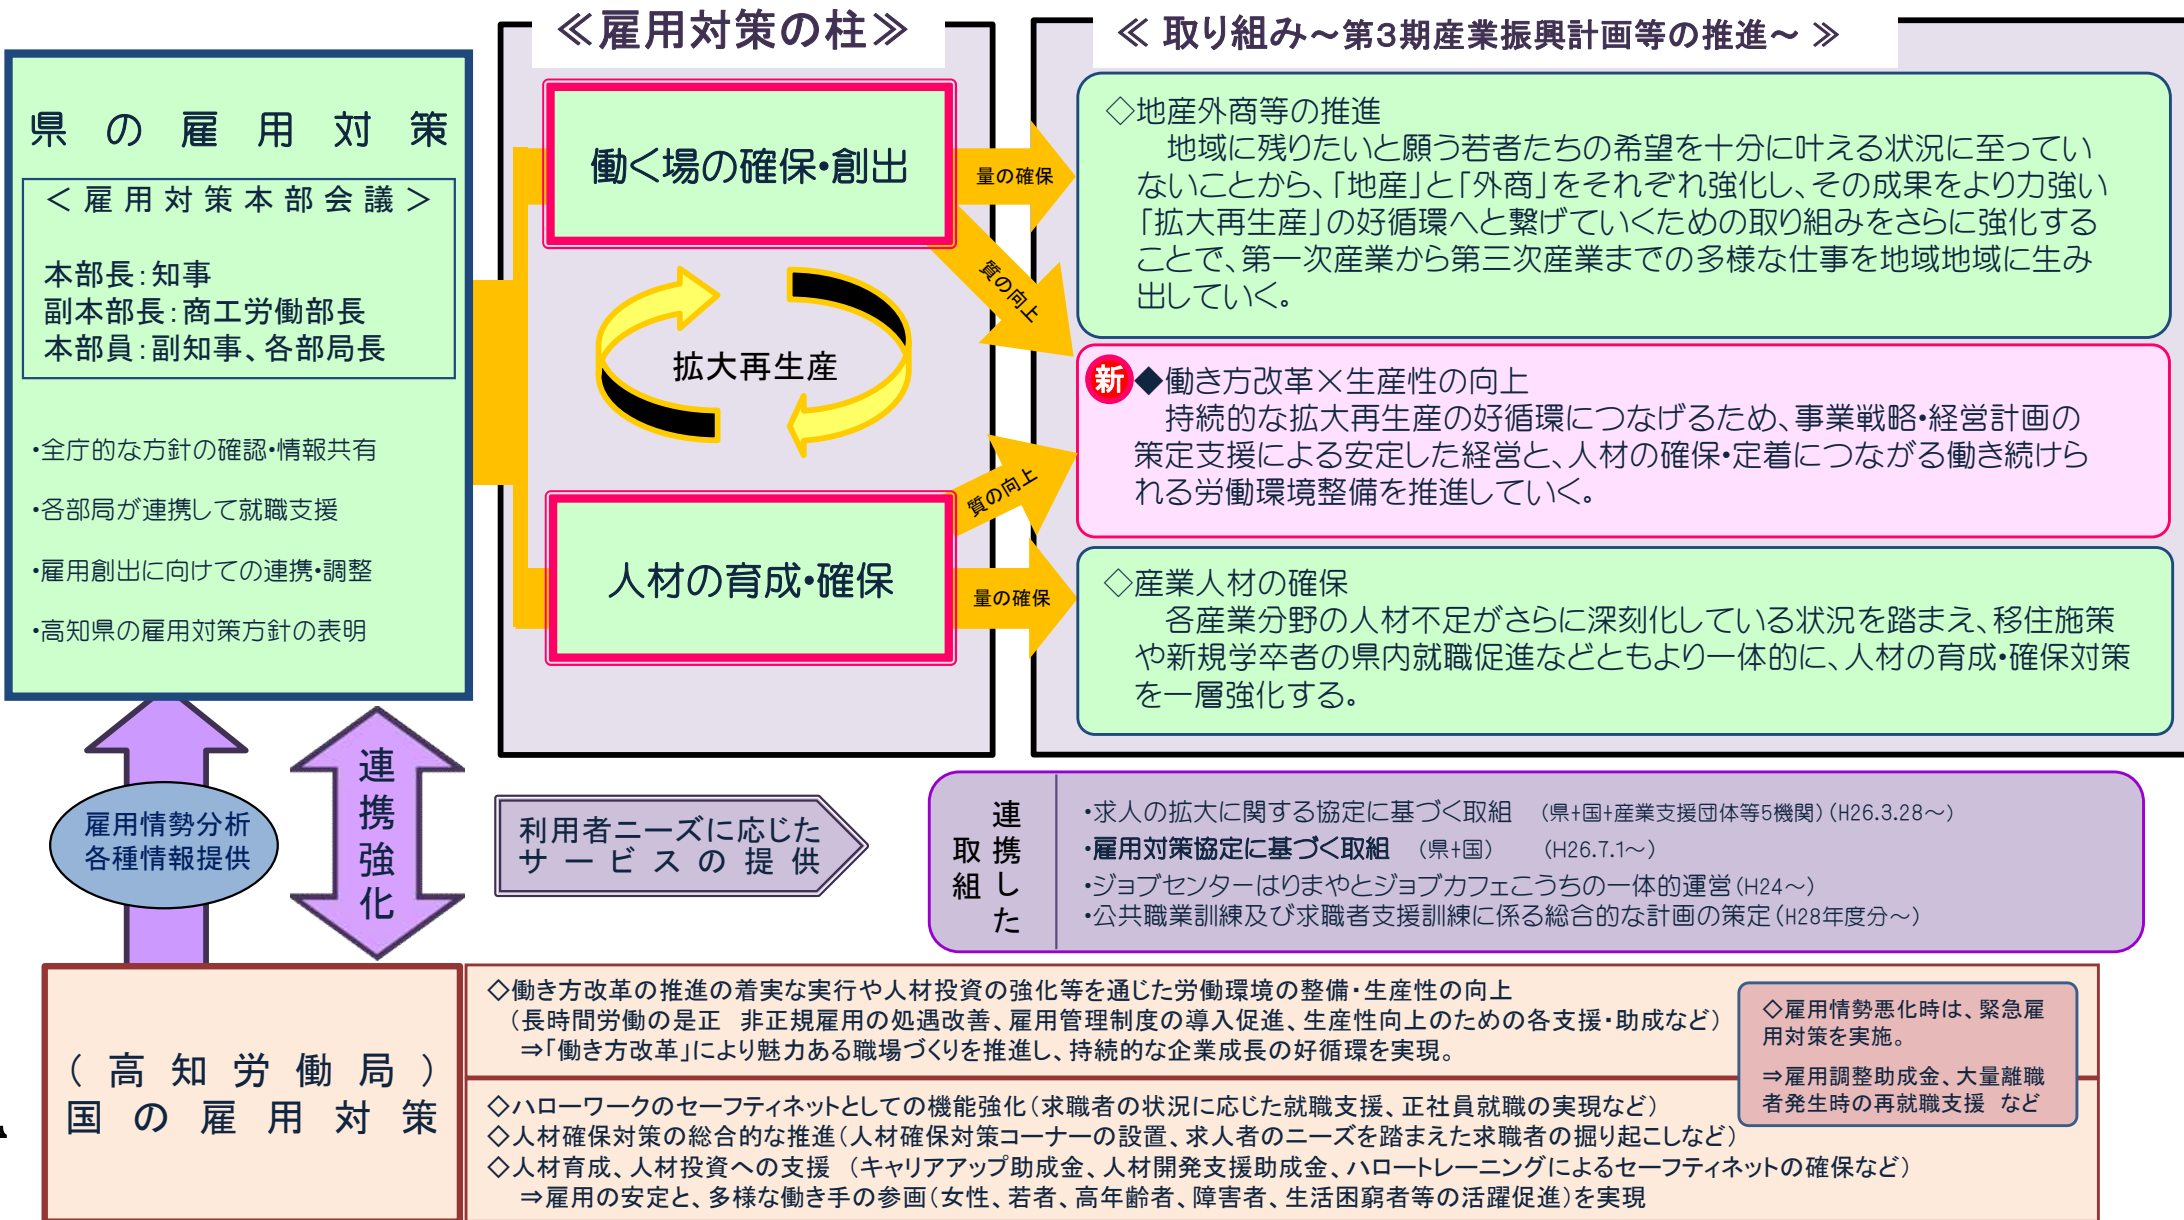 ≪雇用対策の柱≫
≪ 取り組み～第3期産業振興計画等の推進～ ≫
県の雇用対策
＜雇用対策本部会議＞
本部長：知事
副本部長：商工労働部長
本部員：副知事、各部局長
・全庁的な方針の確認・情報共有
・各部局が連携して就職支援
・雇用創出に向けての連携・調整
・高知県の雇用対策方針の表明
働く場の確保・創出
拡大再生産
人材の育成・確保
量の確保
質の向上
質の向上
量の確保
◇地産外商等の推進
地域に残りたいと願う若者たちの希望を十分に叶える状況に至ってい
ないことから、「地産」と「外商」をそれぞれ強化し、その成果をより力強い
「拡大再生産」の好循環へと繋げていくための取り組みをさらに強化する
ことで、第一次産業から第三次産業までの多様な仕事を地域地域に生み
出していく。
新◆働き方改革×生産性の向上
持続的な拡大再生産の好循環につなげるため、事業戦略・経営計画の
策定支援による安定した経営と、人材の確保・定着につながる働き続けら
れる労働環境整備を推進していく。
◇産業人材の確保
各産業分野の人材不足がさらに深刻化している状況を踏まえ、移住施策
や新規学卒者の県内就職促進などともより一体的に、人材の育成・確保対策
を一層強化する。
雇用情勢分析
各種情報提供
連携強化
利用者ニーズに応じた
サービスの提供
連携した
取組
・求人の拡大に関する協定に基づく取組 （県+国+産業支援団体等5機関）（H26.3.28～）
・雇用対策協定に基づく取組 （県+国） （H26.7.1～）
・ジョブセンターはりまやとジョブカフェこうちの一体的運営（H24～）
・公共職業訓練及び求職者支援訓練に係る総合的な計画の策定（H28年度分～）
（高知労働局）
国の雇用対策
◇働き方改革の推進の着実な実行や人材投資の強化等を通じた労働環境の整備・生産性の向上
（長時間労働の是正 非正規雇用の処遇改善、雇用管理制度の導入促進、生産性向上のための各支援・助成など）
⇒「働き方改革」により魅力ある職場づくりを推進し、持続的な企業成長の好循環を実現。
◇雇用情勢悪化時は、緊急雇
用対策を実施。
⇒雇用調整助成金、大量離職
者発生時の再就職支援 など
◇ハローワークのセーフティネットとしての機能強化（求職者の状況に応じた就職支援、正社員就職の実現など）
◇人材確保対策の総合的な推進（人材確保対策コーナーの設置、求人者のニーズを踏まえた求職者の掘り起こしなど）
◇人材育成、人材投資への支援 （キャリアアップ助成金、人材開発支援助成金、ハロートレーニングによるセーフティネットの確保など）
⇒雇用の安定と、多様な働き手の参画（女性、若者、高年齢者、障害者、生活困窮者等の活躍促進）を実現